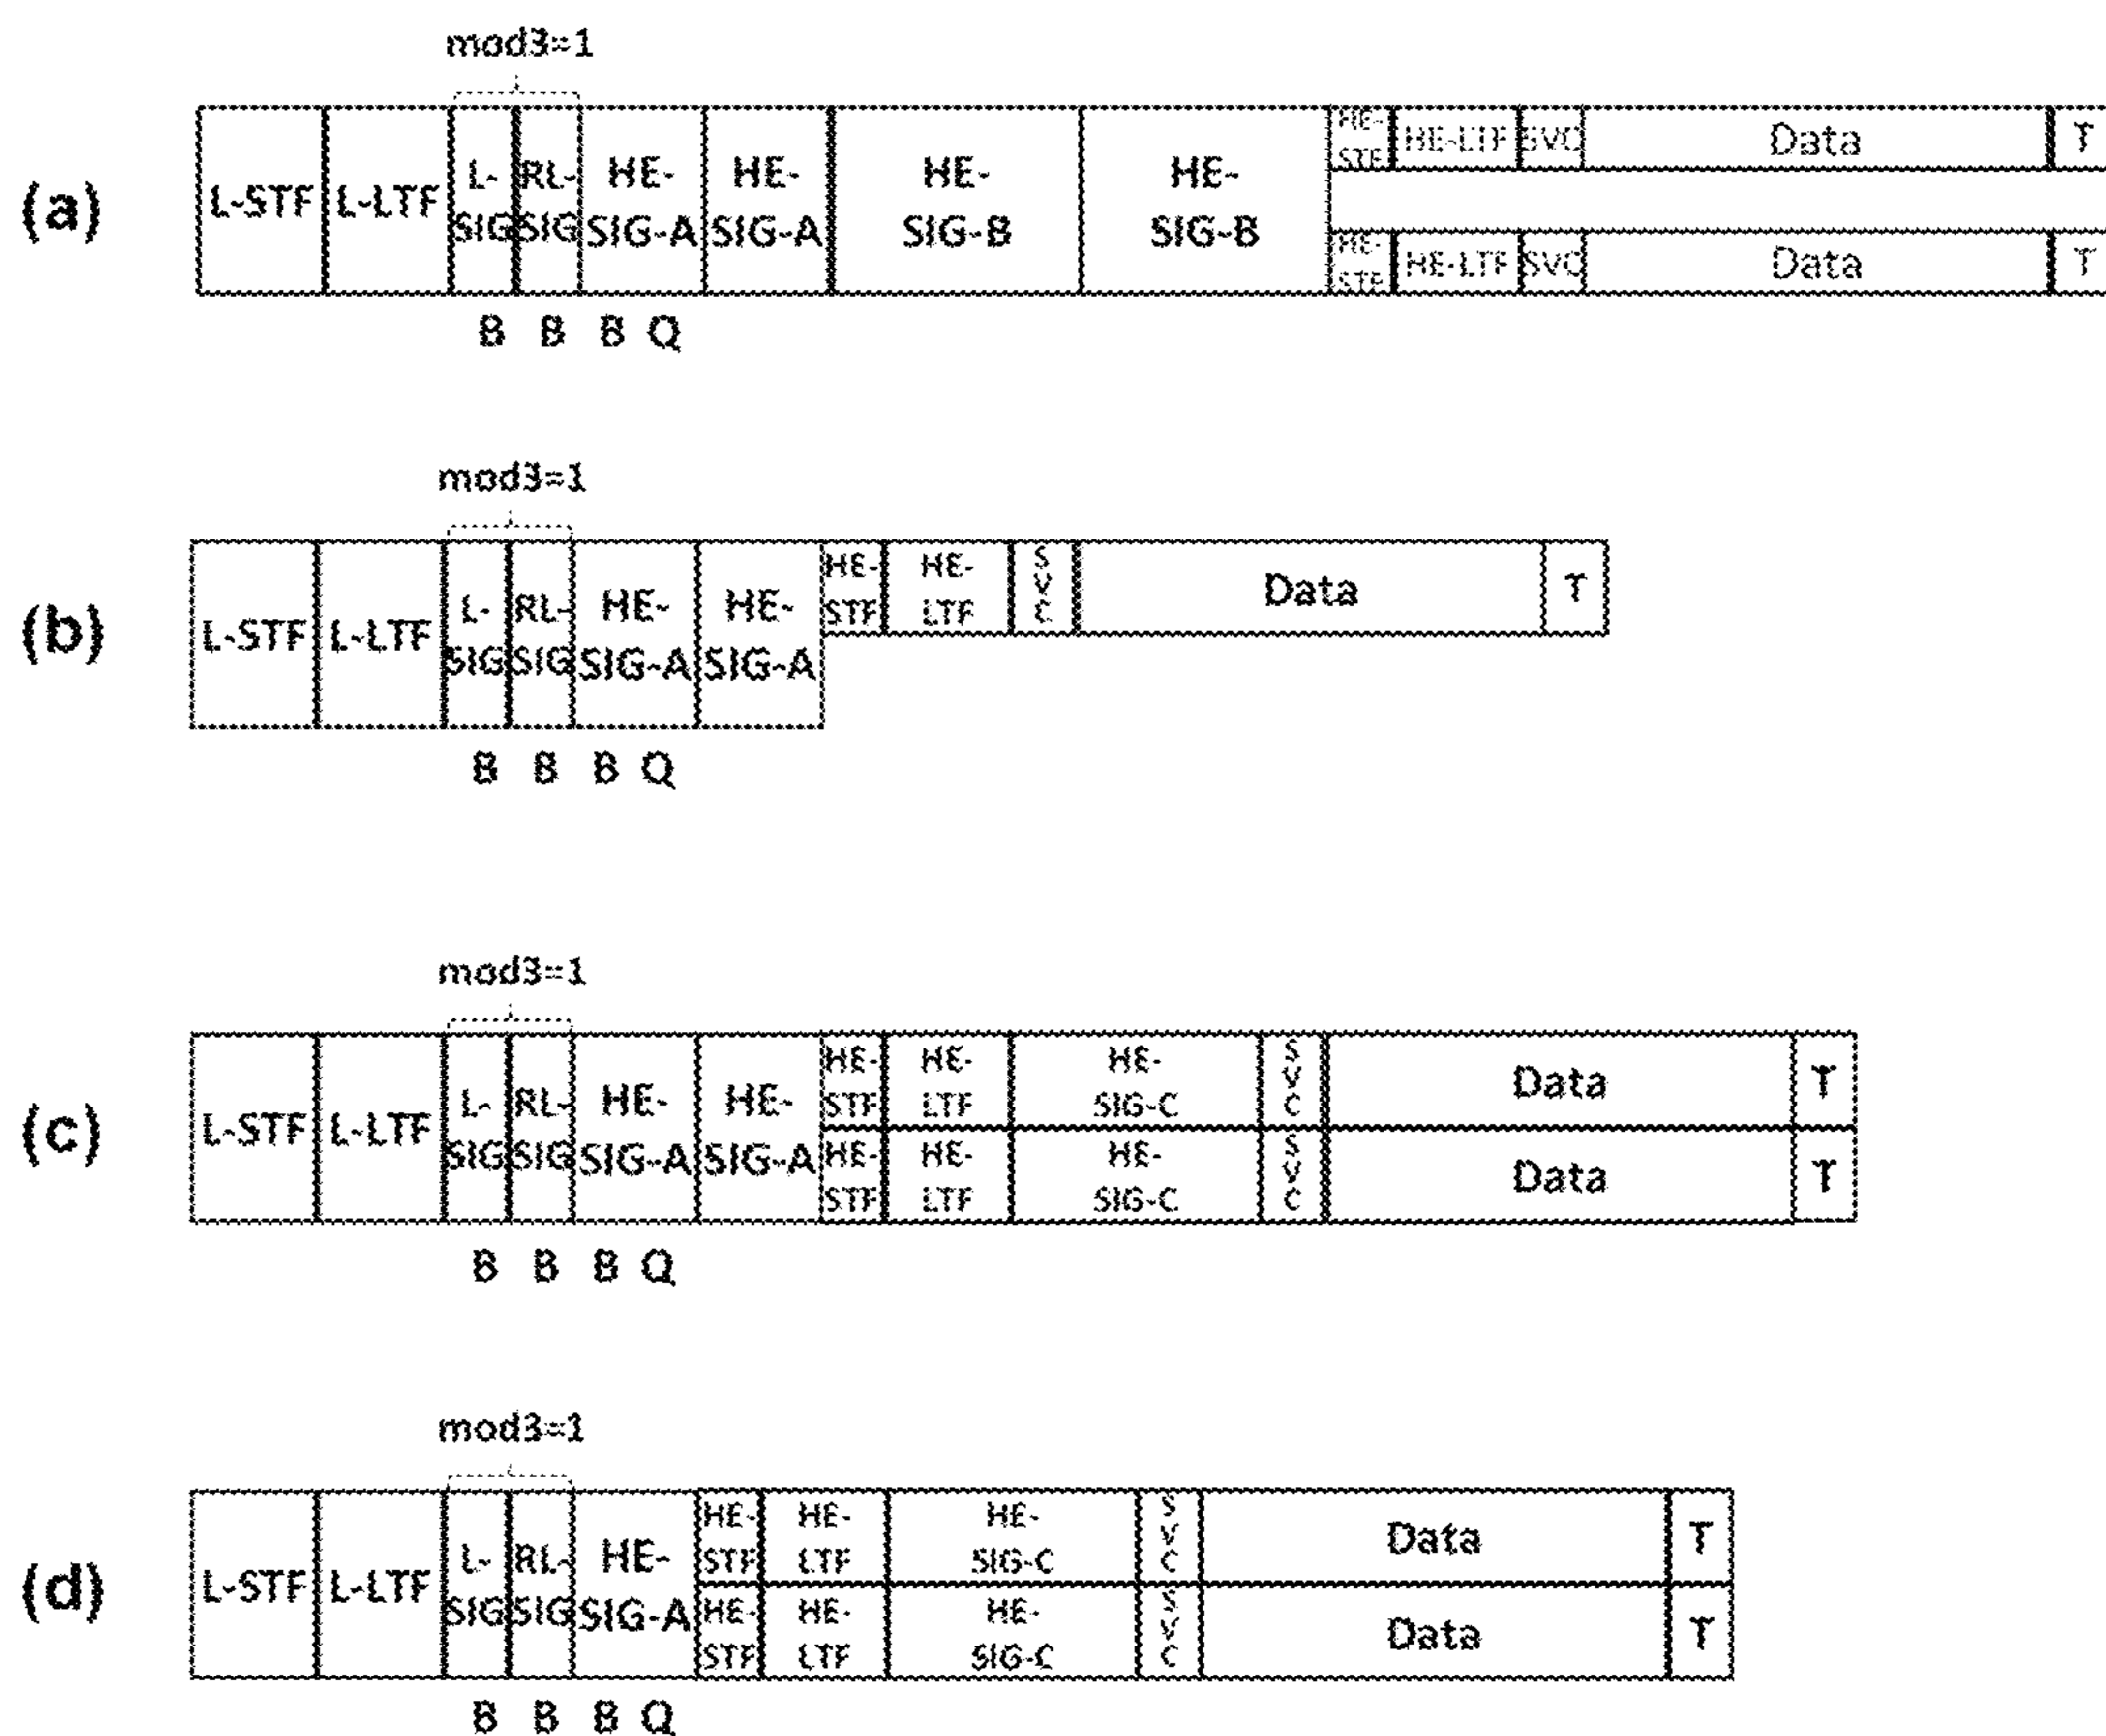 mod3=1
(a)
L-STF L-LTF L-SIG RL-SIG HE-SIG-A HE-SIG-A HE-SIG-B HE-SIG-B HE-STF HE-LTF SVC Data T
HE-STF HE-LTF SVC Data T
B B B Q
mod3=1
(b)
L-STF L-LTF L-SIG RL-SIG HE-SIG-A HE-SIG-A HE-STF HE-LTF SVC Data T
B B B Q
mod3=1
(c)
L-STF L-LTF L-SIG RL-SIG HE-SIG-A HE-SIG-A HE-STF HE-LTF HE-SIG-C SVC Data T
HE-STF HE-LTF HE-SIG-C SVC Data T
B B B Q
mod3=1
(d)
L-STF L-LTF L-SIG RL-SIG HE-SIG-A HE-STF HE-LTF HE-SIG-C SVC Data T
HE-STF HE-LTF HE-SIG-C SVC Data T
B B B Q